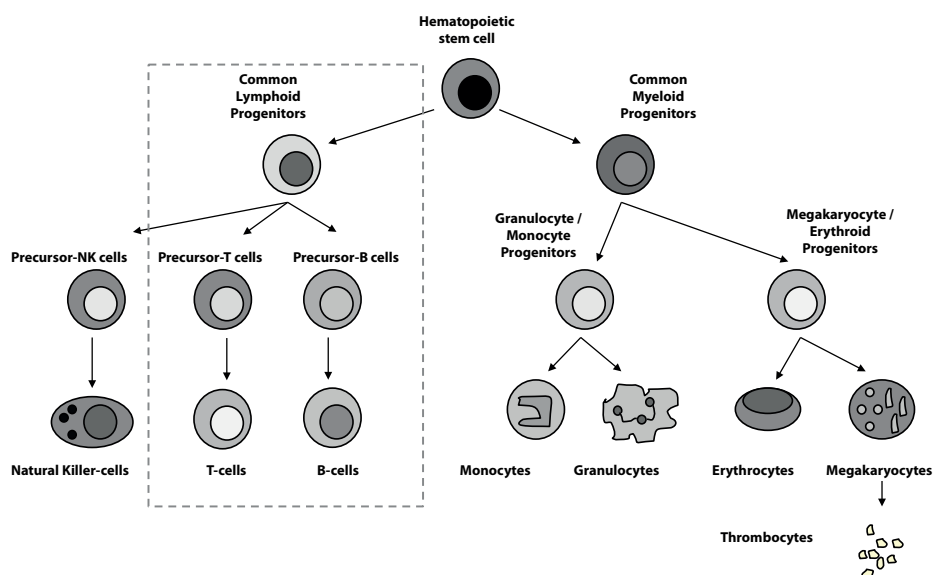 Hematopoietic
stem cell
Common
Lymphoid
Progenitors
Common
Myeloid
Progenitors
Granulocyte /
Monocyte
Progenitors
Megakaryocyte /
Erythroid
Progenitors
Precursor-NK cells
Precursor-T cells
Precursor-B cells
Natural Killer-cells
T-cells
B-cells
Monocytes
Granulocytes
Erythrocytes
Megakaryocytes
Thrombocytes